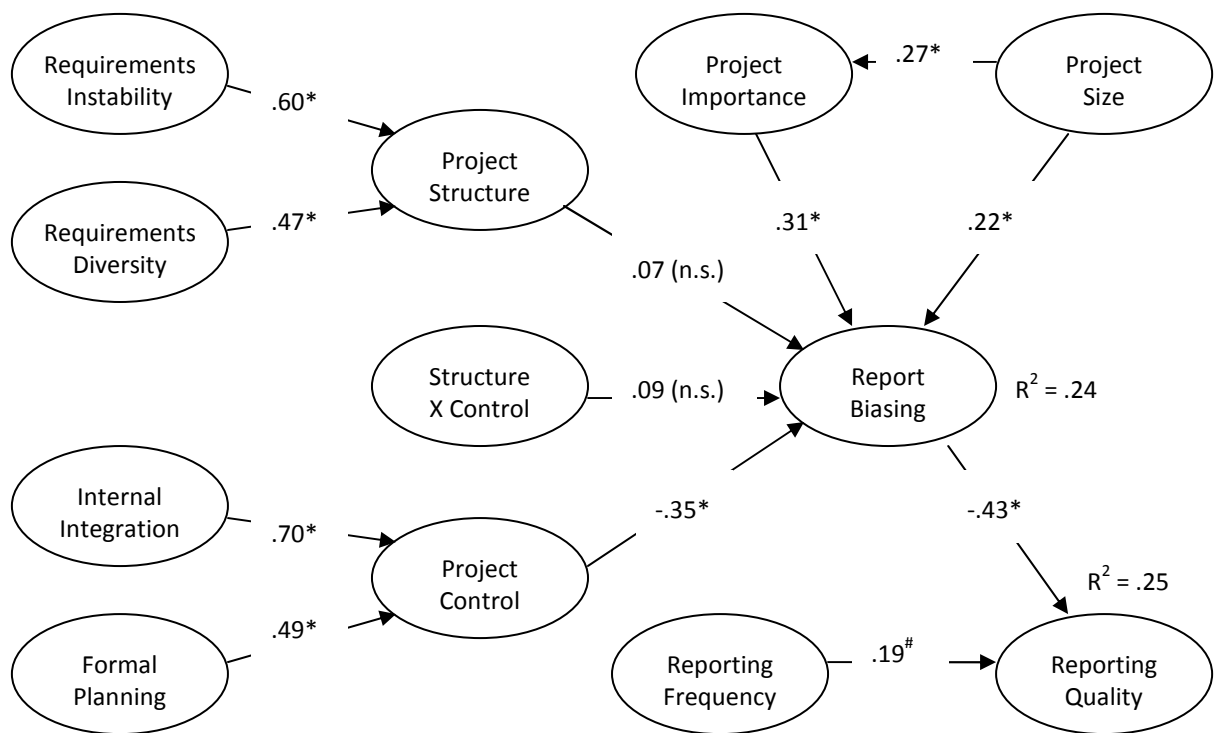 Requirements
Instability
.60*
Requirements
Diversity
.47*
Project
Structure
Project
Importance
.27*
Project
Size
.31*
.22*
.07 (n.s.)
Structure
X Control
.09 (n.s.)
Report
Biasing
R² = .24
Internal
Integration
.70*
Formal
Planning
.49*
Project
Control
-.35*
-.43*
R² = .25
Reporting
Frequency
.19#
Reporting
Quality